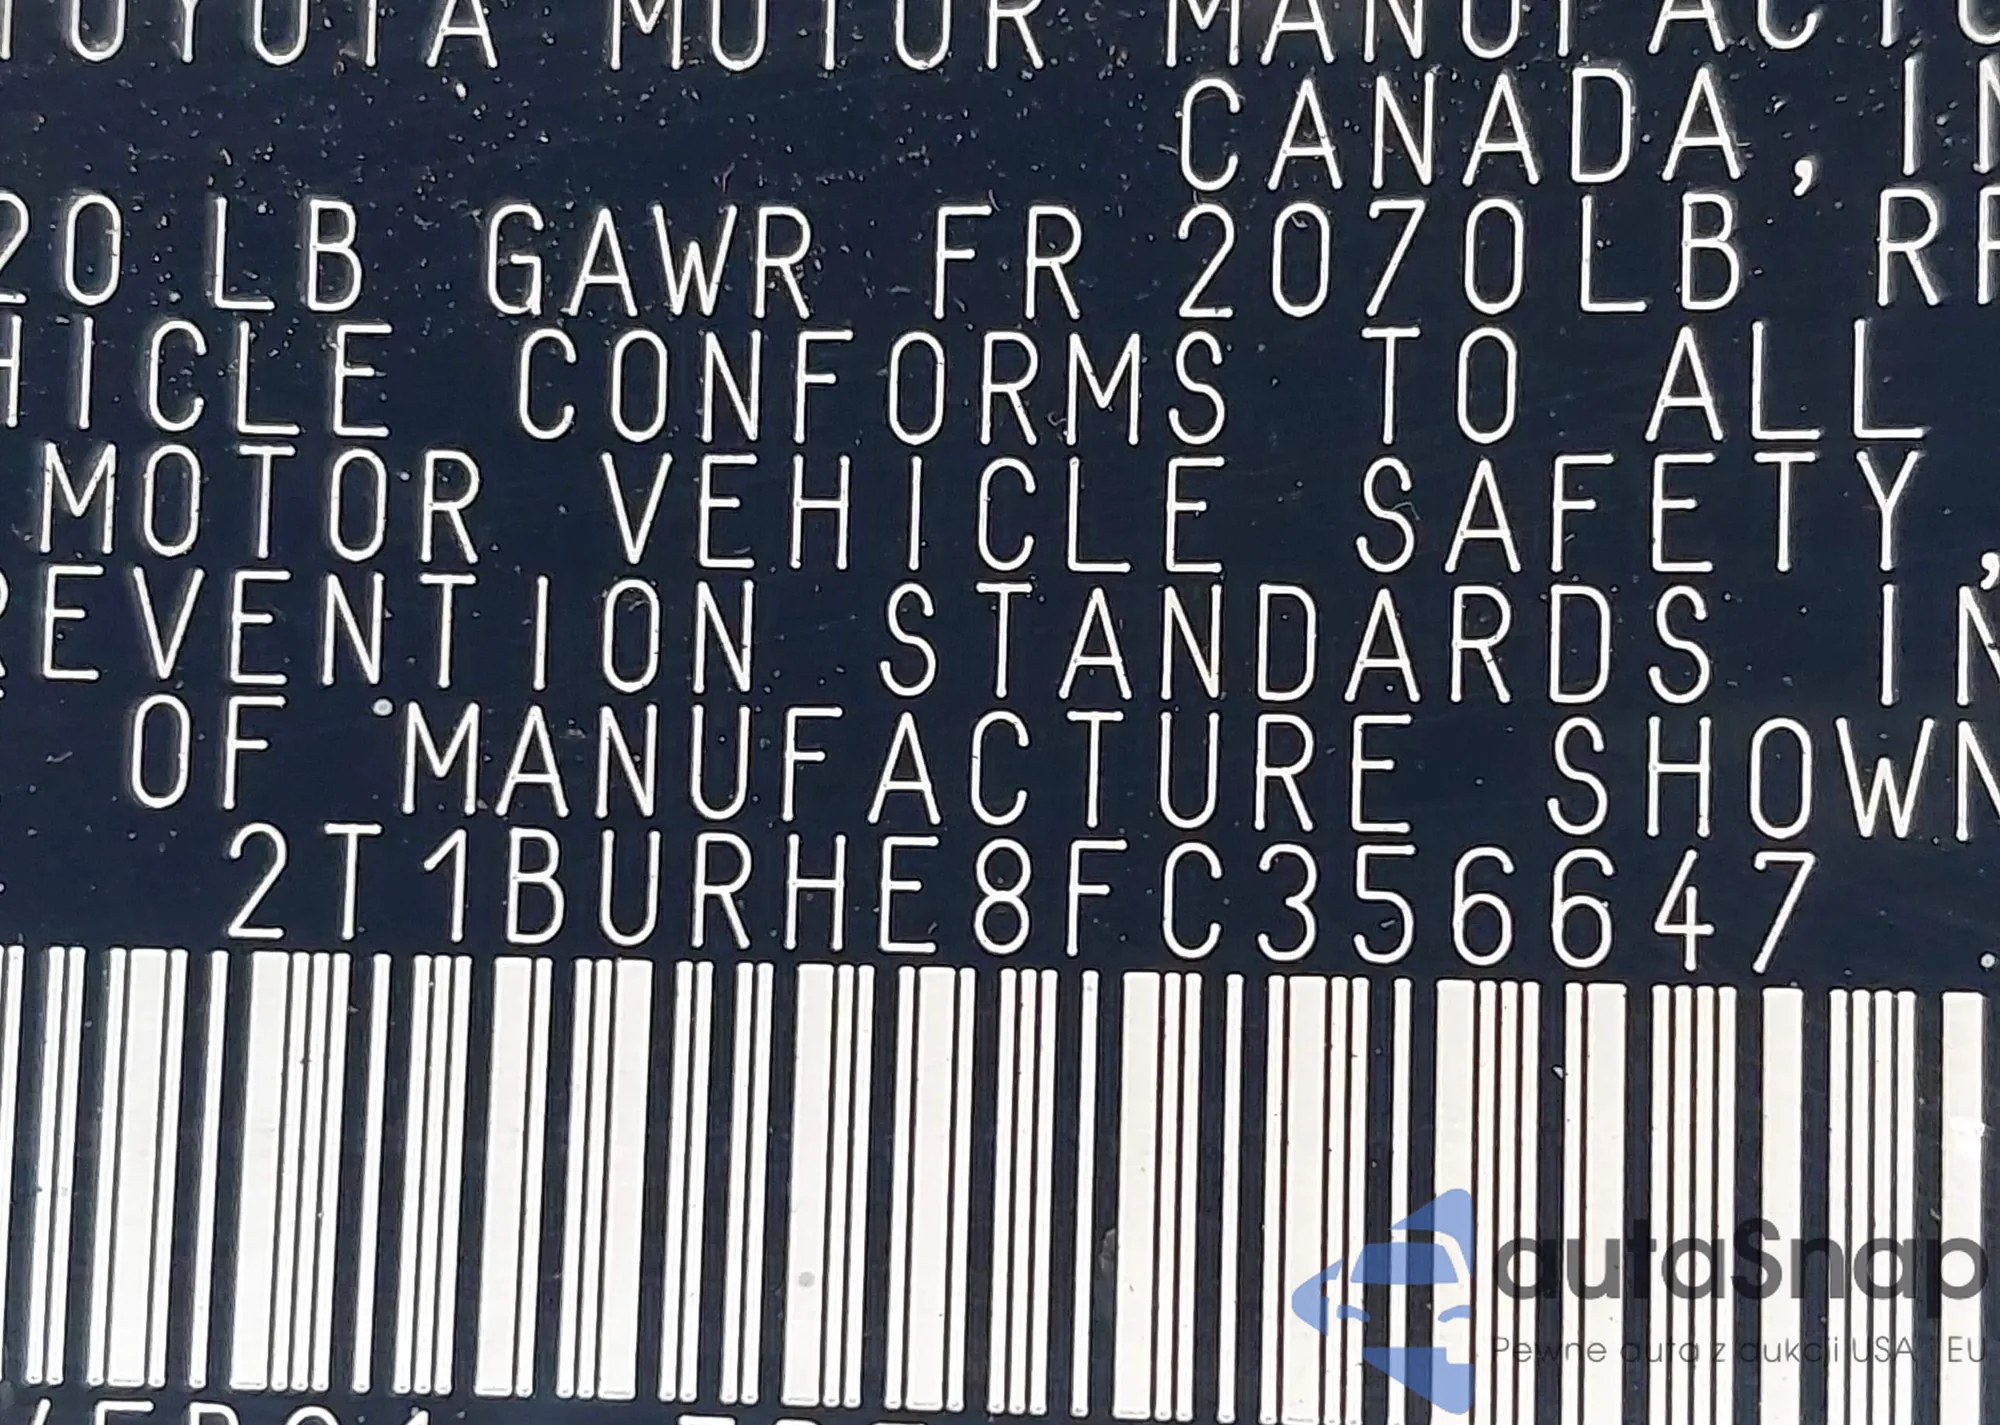 TOYOTA MOTOR MANUFACTU
CANADA, IN
20 LB GAWR FR 2070LB RR
HICLE CONFORMS TO ALL
MOTOR VEHICLE SAFETY,
REVENTION STANDARDS IN
OF MANUFACTURE SHOWN
2T1BURHE8FC356647
autaSnap
Pewne auta z aukcji USA i EU